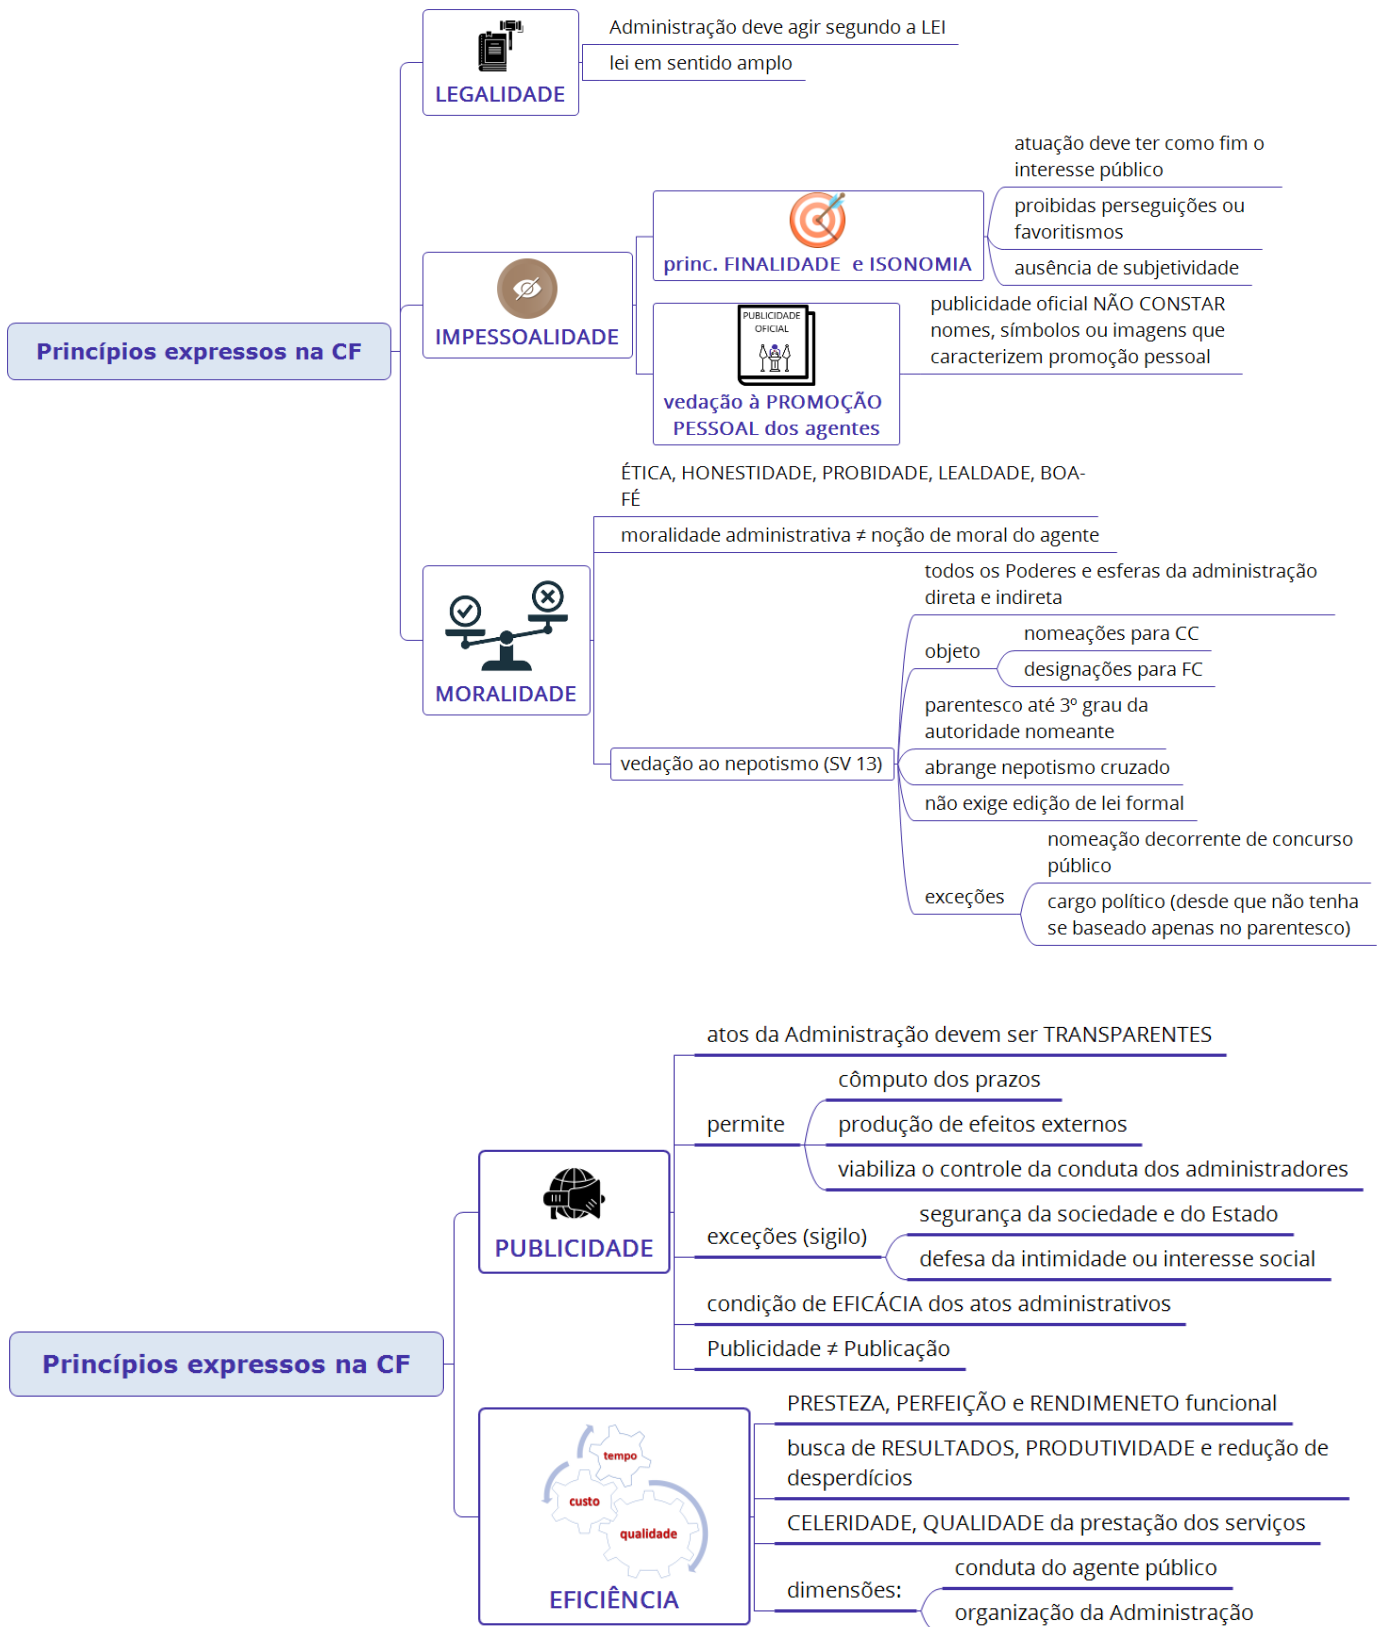 Princípios expressos na CF
LEGALIDADE
Administração deve agir segundo a LEI
lei em sentido amplo
IMPESSOALIDADE
princ. FINALIDADE e ISONOMIA
atuação deve ter como fim o
interesse público
proibidas perseguições ou
favoritismos
ausência de subjetividade
PUBLICIDADE
OFICIAL
vedação à PROMOÇÃO
PESSOAL dos agentes
publicidade oficial NÃO CONSTAR
nomes, símbolos ou imagens que
caracterizem promoção pessoal
MORALIDADE
ÉTICA, HONESTIDADE, PROBIDADE, LEALDADE, BOA-
FÉ
moralidade administrativa ≠ noção de moral do agente
vedação ao nepotismo (SV 13)
todos os Poderes e esferas da administração
direta e indireta
objeto
nomeações para CC
designações para FC
parentesco até 3º grau da
autoridade nomeante
abrange nepotismo cruzado
não exige edição de lei formal
exceções
nomeação decorrente de concurso
público
cargo político (desde que não tenha
se baseado apenas no parentesco)
Princípios expressos na CF
PUBLICIDADE
atos da Administração devem ser TRANSPARENTES
permite
cômputo dos prazos
produção de efeitos externos
viabiliza o controle da conduta dos administradores
exceções (sigilo)
segurança da sociedade e do Estado
defesa da intimidade ou interesse social
condição de EFICÁCIA dos atos administrativos
Publicidade ≠ Publicação
tempo
custo
qualidade
EFICIÊNCIA
PRESTEZA, PERFEIÇÃO e RENDIMENETO funcional
busca de RESULTADOS, PRODUTIVIDADE e redução de
desperdícios
CELERIDADE, QUALIDADE da prestação dos serviços
dimensões:
conduta do agente público
organização da Administração